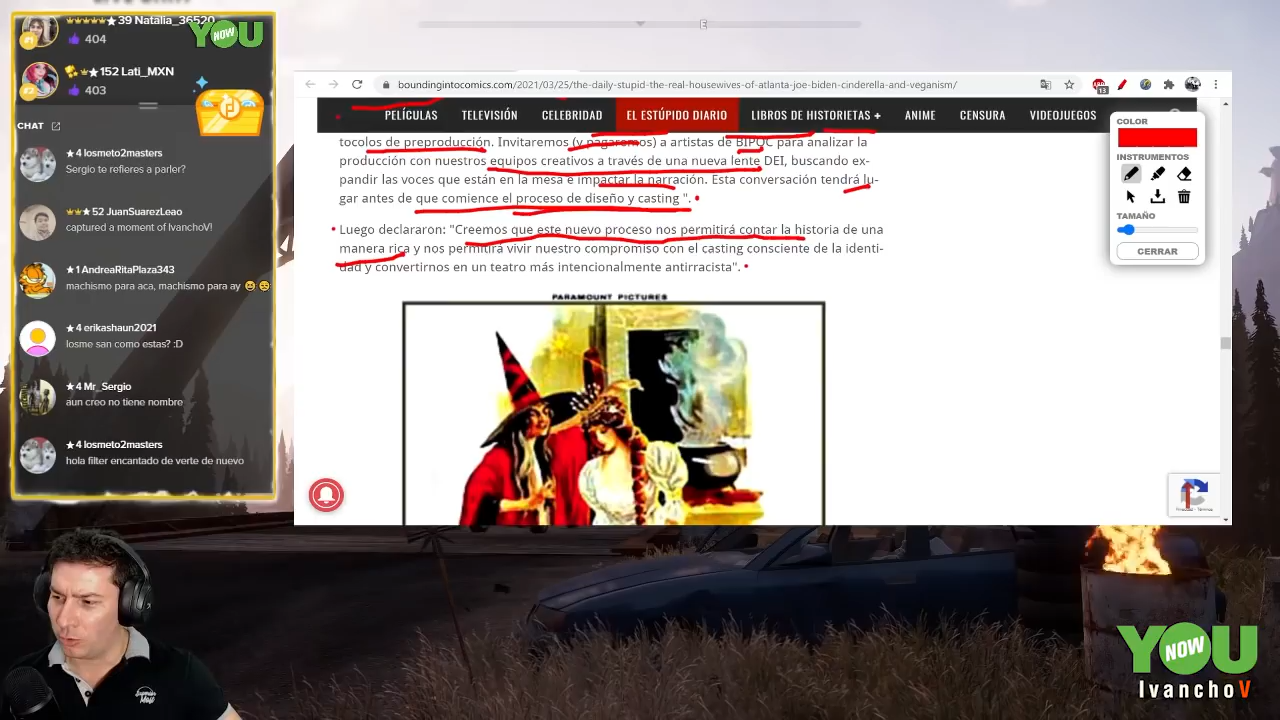 39 Natalia_36520
#1
404
YOU
NOW
152 Lati_MXN
#2
403
CHAT
4 losmeto2masters
Sergio te refieres a parler?
52 JuanSuarezLeao
captured a moment of IvanchoV!
1 AndreaRitaPlaza343
machismo para aca, machismo para ay
4 erikashaun2021
losme san como estas? :D
4 Mr_Sergio
aun creo no tiene nombre
4 losmeto2masters
hola filter encantado de verte de nuevo
E
boundingintocomics.com/2021/03/25/the-daily-stupid-the-real-housewives-of-atlanta-joe-biden-cinderella-and-veganism/
13
PELÍCULAS TELEVISIÓN CELEBRIDAD EL ESTÚPIDO DIARIO LIBROS DE HISTORIETAS + ANIME CENSURA VIDEOJUEGOS
tocolos de preproducción. Invitaremos (y pagaremos) a artistas de BIPOC para analizar la
producción con nuestros equipos creativos a través de una nueva lente DEI, buscando ex-
pandir las voces que están en la mesa e impactar la narración. Esta conversación tendrá lu-
gar antes de que comience el proceso de diseño y casting ".
Luego declararon: "Creemos que este nuevo proceso nos permitirá contar la historia de una
manera rica y nos permitirá vivir nuestro compromiso con el casting consciente de la identi-
dad y convertirnos en un teatro más intencionalmente antirracista".
PARAMOUNT PICTURES
COLOR
INSTRUMENTOS
TAMAÑO
CERRAR
YOU
NOW
IvanchoV